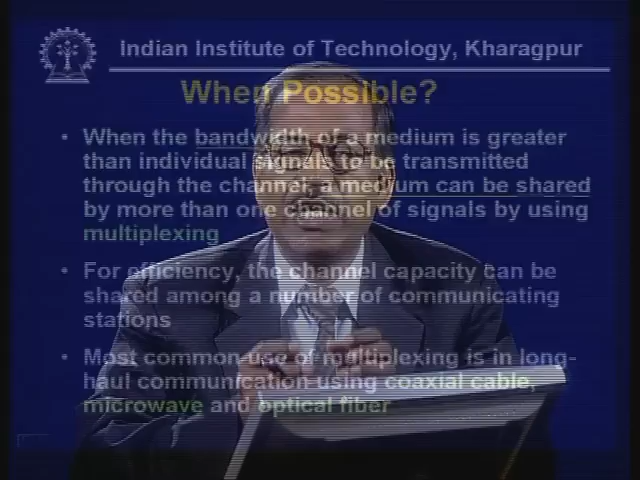 Indian Institute of Technology, Kharagpur
When Possible?
• When the bandwidth of a medium is greater
than individual signals to be transmitted
through the channel, a medium can be shared
by more than one channel of signals by using
multiplexing
• For efficiency, the channel capacity can be
shared among a number of communicating
stations
• Most common use of multiplexing is in long-
haul communication using coaxial cable,
microwave and optical fiber